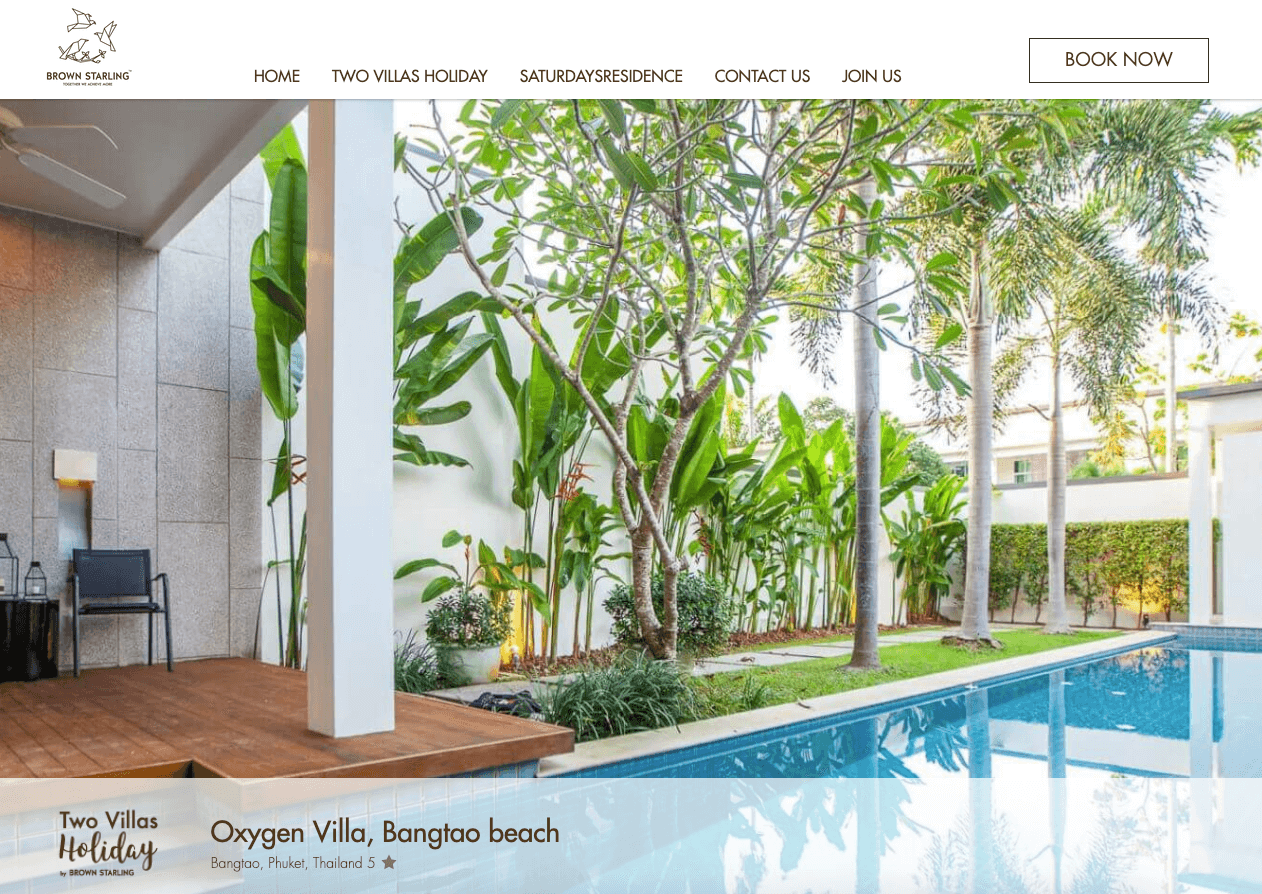 BROWN STARLING™
TOGETHER WE ACHIEVE MORE
HOME TWO VILLAS HOLIDAY SATURDAYSRESIDENCE CONTACT US JOIN US
BOOK NOW
Two Villas
Holiday
by BROWN STARLING
Oxygen Villa, Bangtao beach
Bangtao, Phuket, Thailand 5 ★